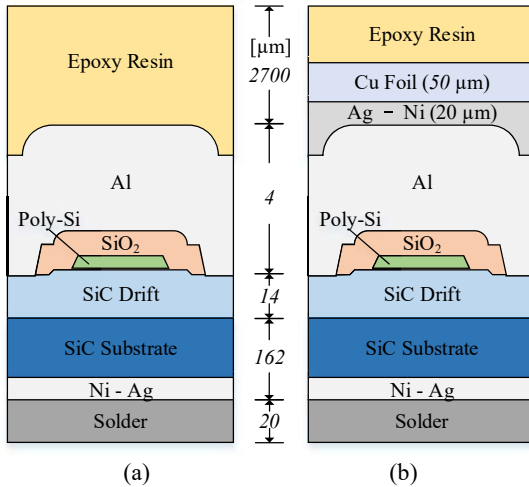 Epoxy Resin
Al
Poly-Si
SiO₂
SiC Drift
SiC Substrate
Ni - Ag
Solder
(a)
[μm]
2700
4
14
162
20
Epoxy Resin
Cu Foil (50 μm)
Ag – Ni (20 μm)
Al
Poly-Si
SiO₂
SiC Drift
SiC Substrate
Ni - Ag
Solder
(b)